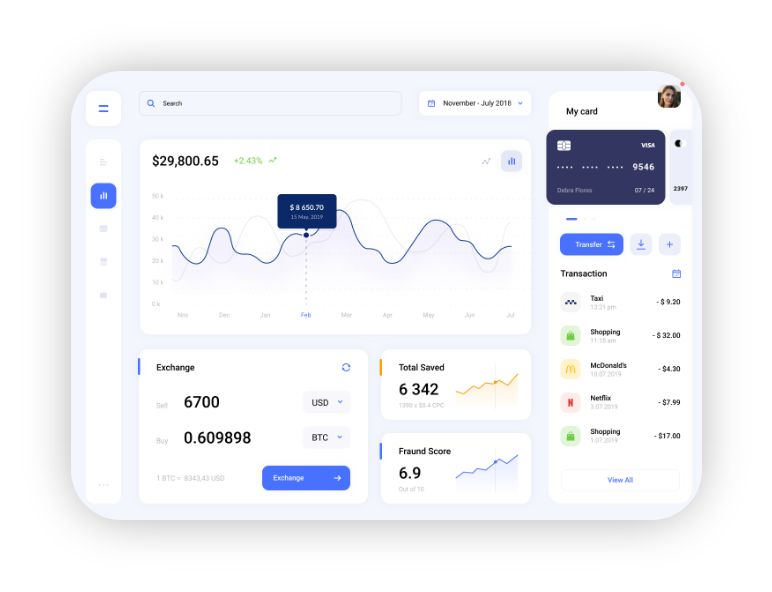 Search
November - July 2018
My card
$29,800.65
+2.43%
VISA
•••• •••• •••• 9546
Debra Flores
07 / 24
2397
50 k
40 k
30 k
20 k
10 k
0 k
$ 8 650.70
15 May, 2019
Nov
Dec
Jan
Feb
Mar
Apr
May
Jun
Jul
Transfer
Transaction
Taxi
13:21 pm
- $ 9.20
Shopping
11:15 am
- $ 32.00
McDonald's
10.07.2019
- $4.30
Netflix
3.07.2019
- $7.99
Shopping
1.07.2019
- $17.00
View All
Exchange
Sell
6700
USD
Buy
0.609898
BTC
1 BTC = 8343,43 USD
Exchange
Total Saved
6 342
1390 x $0.4 CPC
Fraund Score
6.9
Out of 10